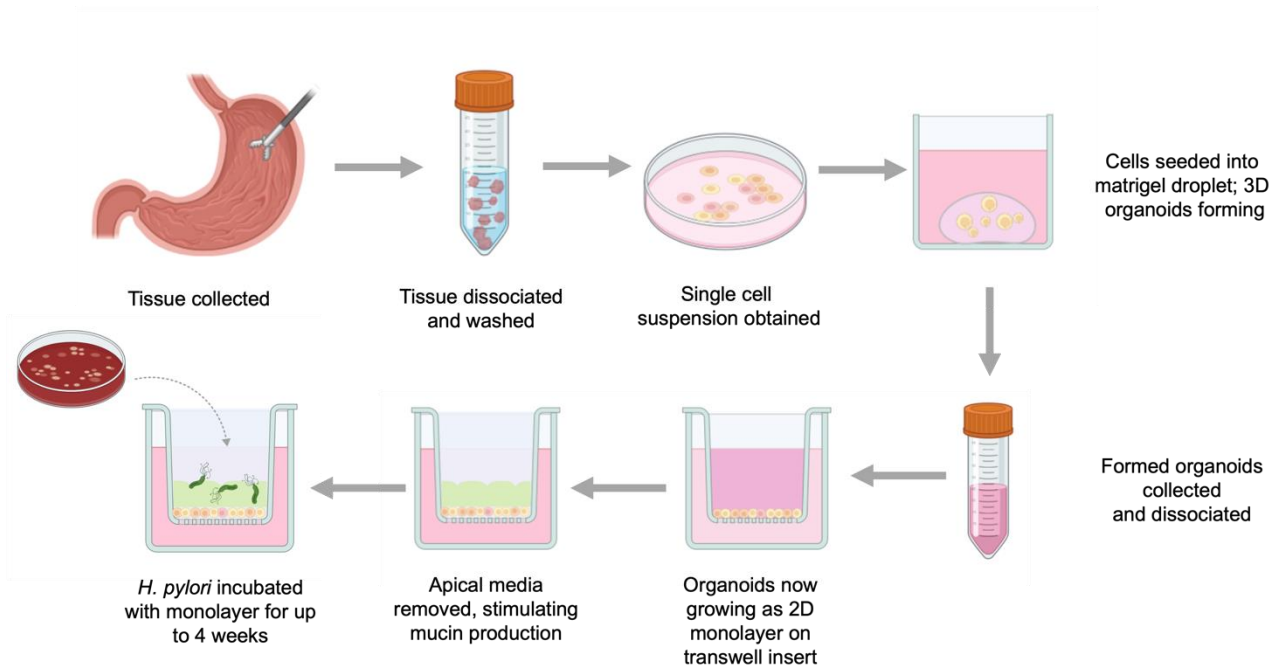 Tissue collected
Tissue dissociated
and washed
Single cell
suspension obtained
Cells seeded into
matrigel droplet; 3D
organoids forming
Formed organoids
collected
and dissociated
Organoids now
growing as 2D
monolayer on
transwell insert
Apical media
removed, stimulating
mucin production
H. pylori incubated
with monolayer for up
to 4 weeks